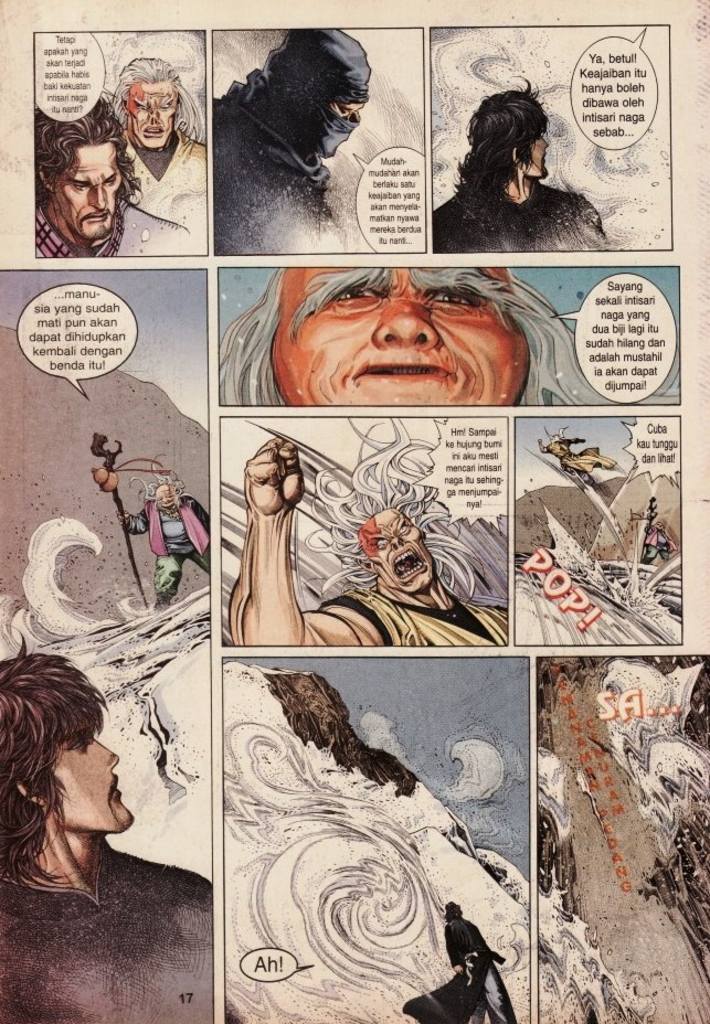 Tetapi
apakah yang
akan terjadi
apabila habis
baki kekuatan
intisari naga
itu nanti?
Mudah-
mudahan akan
berlaku satu
keajaiban yang
akan menyela-
matkan nyawa
mereka berdua
itu nanti...
Ya, betul!
Keajaiban itu
hanya boleh
dibawa oleh
intisari naga
sebab...
...manu-
sia yang sudah
mati pun akan
dapat dihidupkan
kembali dengan
benda itu!
Sayang
sekali intisari
naga yang
dua biji lagi itu
sudah hilang dan
adalah mustahil
ia akan dapat
dijumpai!
Hm! Sampai
ke hujung bumi
ini aku mesti
mencari intisari
naga itu sehing-
ga menjumpai-
nya!
Cuba
kau tunggu
dan lihat!
POP!
Ah!
SA....
PEDANG
17